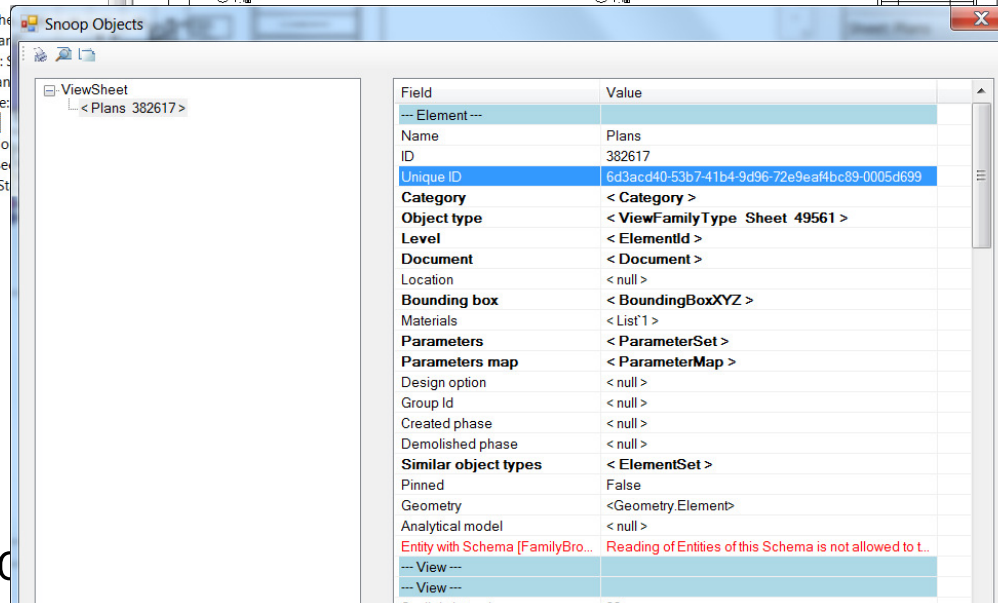 Snoop Objects
ViewSheet
< Plans 382617 >
Field Value
--- Element ---
Name Plans
ID 382617
Unique ID 6d3acd40-53b7-41b4-9d96-72e9eaf4bc89-0005d699
Category < Category >
Object type < ViewFamilyType Sheet 49561 >
Level < ElementId >
Document < Document >
Location < null >
Bounding box < BoundingBoxXYZ >
Materials < List`1 >
Parameters < ParameterSet >
Parameters map < ParameterMap >
Design option < null >
Group Id < null >
Created phase < null >
Demolished phase < null >
Similar object types < ElementSet >
Pinned False
Geometry <Geometry.Element>
Analytical model < null >
Entity with Schema [FamilyBro... Reading of Entities of this Schema is not allowed to t...
--- View ---
--- View ---